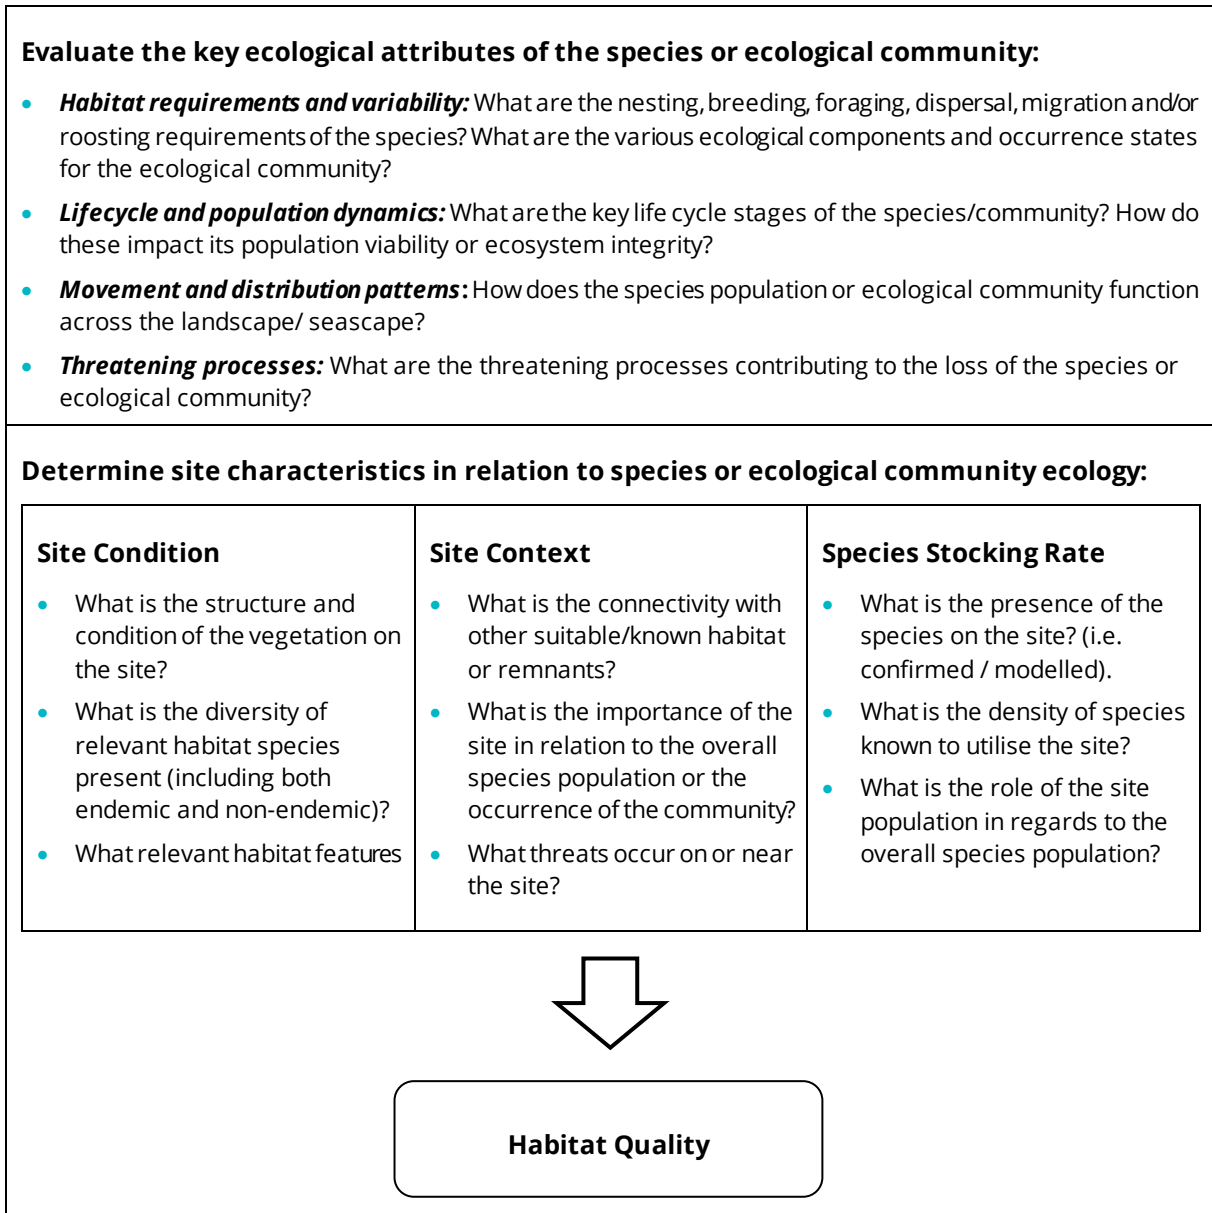 Evaluate the key ecological attributes of the species or ecological community:
• Habitat requirements and variability: What are the nesting, breeding, foraging, dispersal, migration and/or
roosting requirements of the species? What are the various ecological components and occurrence states
for the ecological community?
• Lifecycle and population dynamics: What are the key life cycle stages of the species/community? How do
these impact its population viability or ecosystem integrity?
• Movement and distribution patterns: How does the species population or ecological community function
across the landscape/ seascape?
• Threatening processes: What are the threatening processes contributing to the loss of the species or
ecological community?
Determine site characteristics in relation to species or ecological community ecology:
Site Condition
• What is the structure and
condition of the vegetation on
the site?
• What is the diversity of
relevant habitat species
present (including both
endemic and non-endemic)?
• What relevant habitat features
Site Context
• What is the connectivity with
other suitable/known habitat
or remnants?
• What is the importance of the
site in relation to the overall
species population or the
occurrence of the community?
• What threats occur on or near
the site?
Species Stocking Rate
• What is the presence of the
species on the site? (i.e.
confirmed / modelled).
• What is the density of species
known to utilise the site?
• What is the role of the site
population in regards to the
overall species population?
Habitat Quality